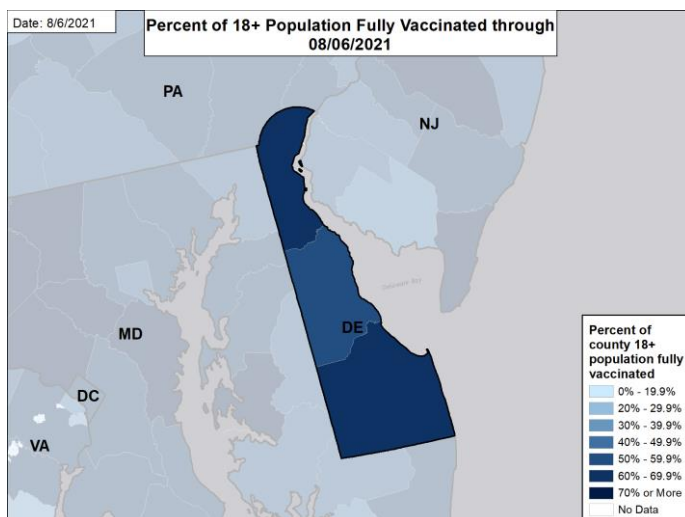 Date: 8/6/2021
Percent of 18+ Population Fully Vaccinated through
08/06/2021
PA
NJ
Delaware Bay
DE
MD
DC
VA
Percent of
county 18+
population fully
vaccinated
0% - 19.9%
20% - 29.9%
30% - 39.9%
40% - 49.9%
50% - 59.9%
60% - 69.9%
70% or More
No Data